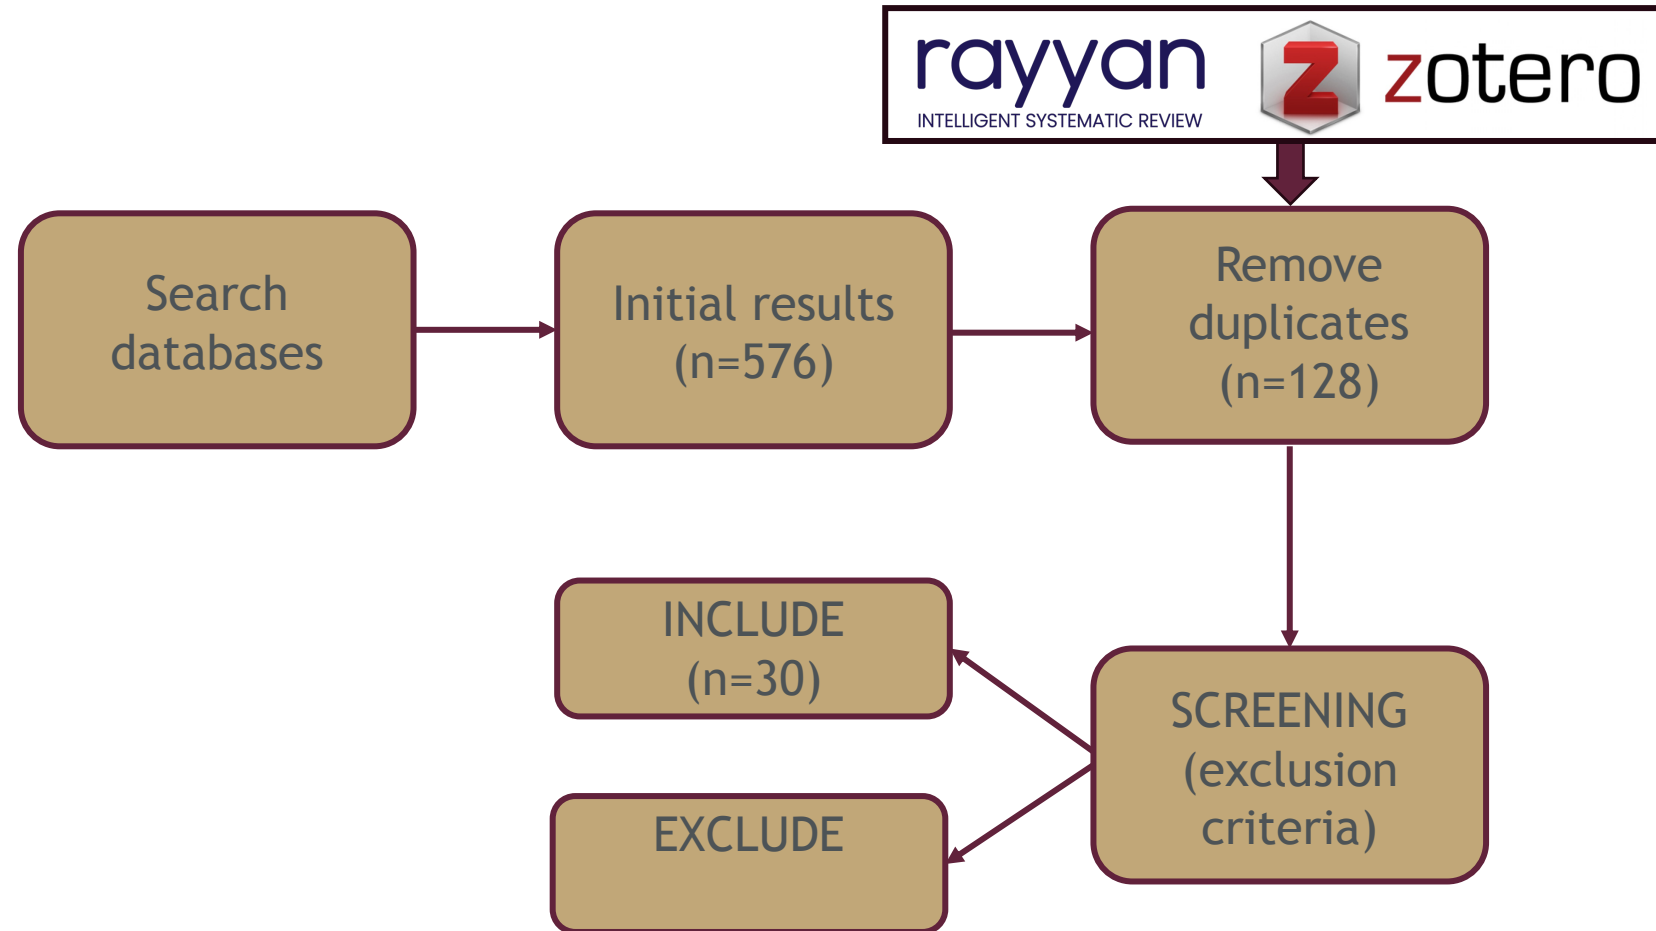 rayyan
INTELLIGENT SYSTEMATIC REVIEW
Z zotero
Search
databases
Initial results
(n=576)
Remove
duplicates
(n=128)
INCLUDE
(n=30)
SCREENING
(exclusion
criteria)
EXCLUDE